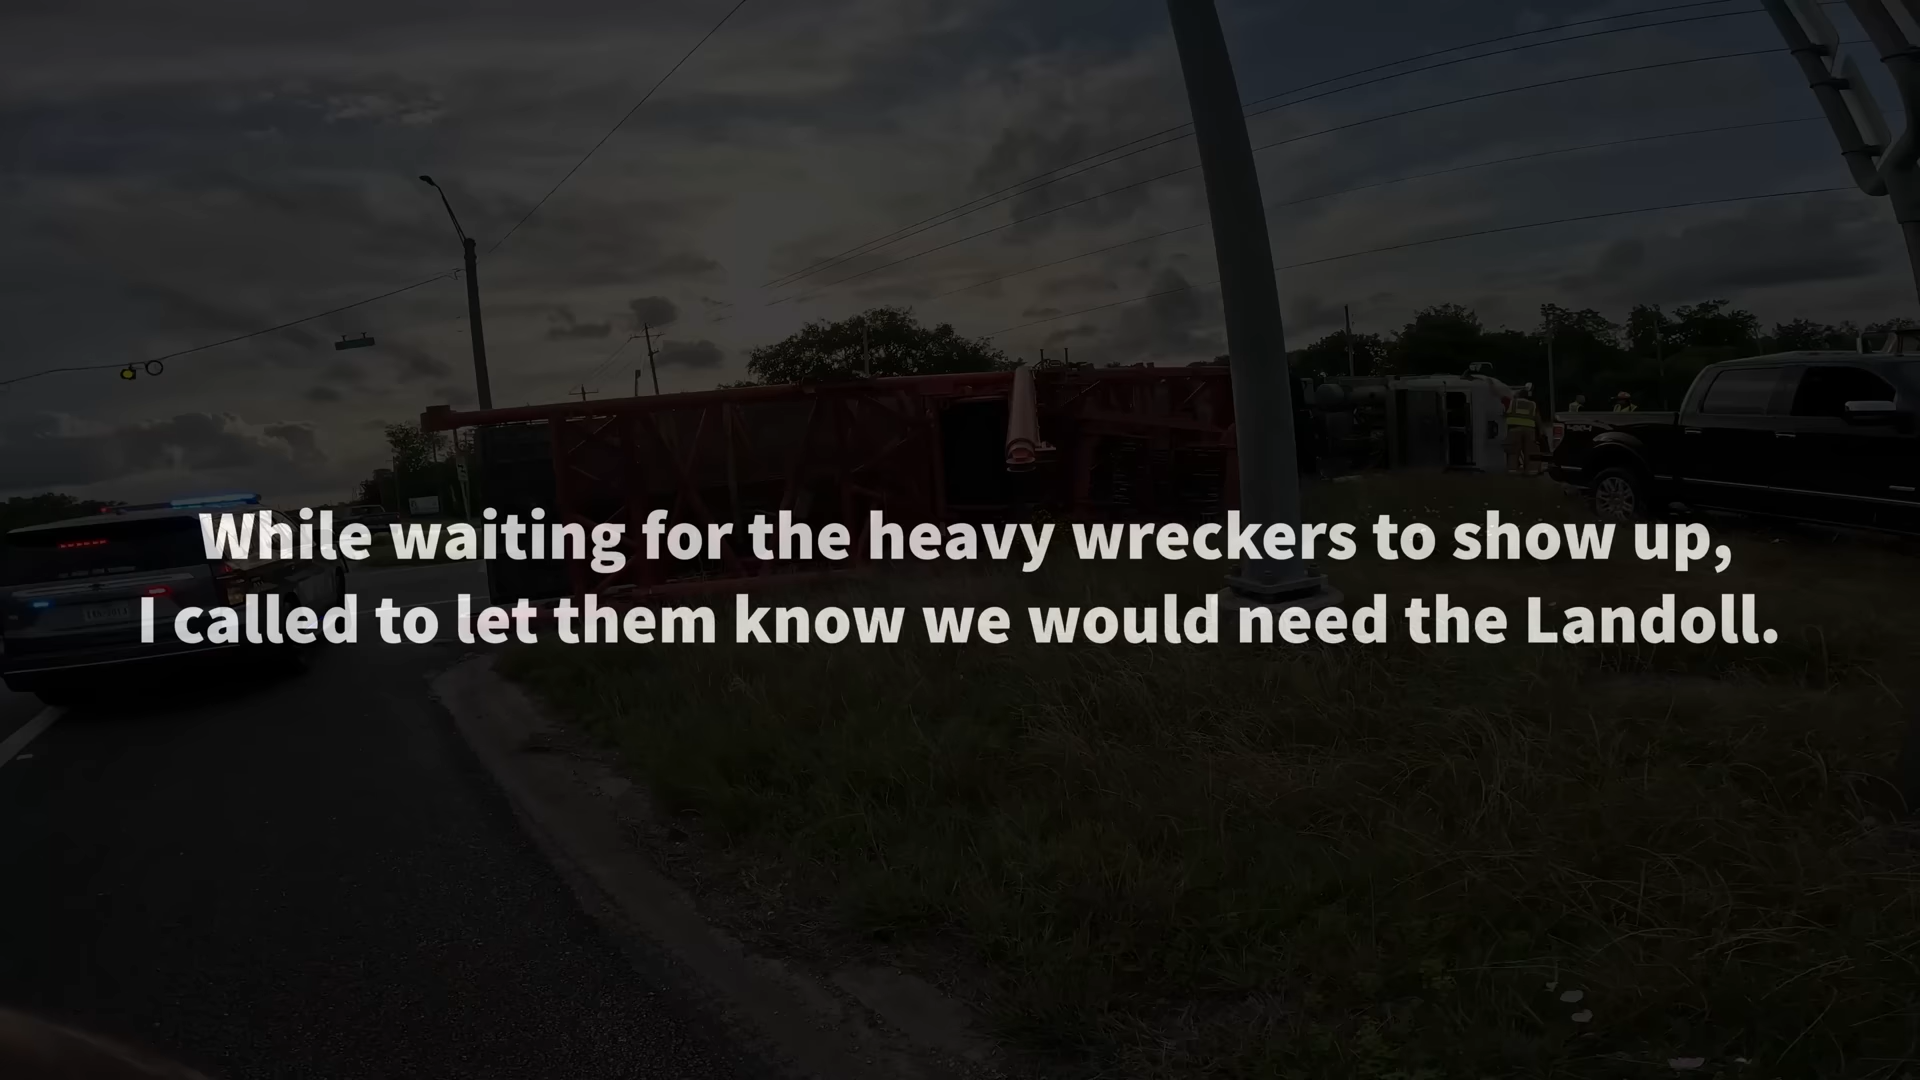 While waiting for the heavy wreckers to show up,
I called to let them know we would need the Landoll.